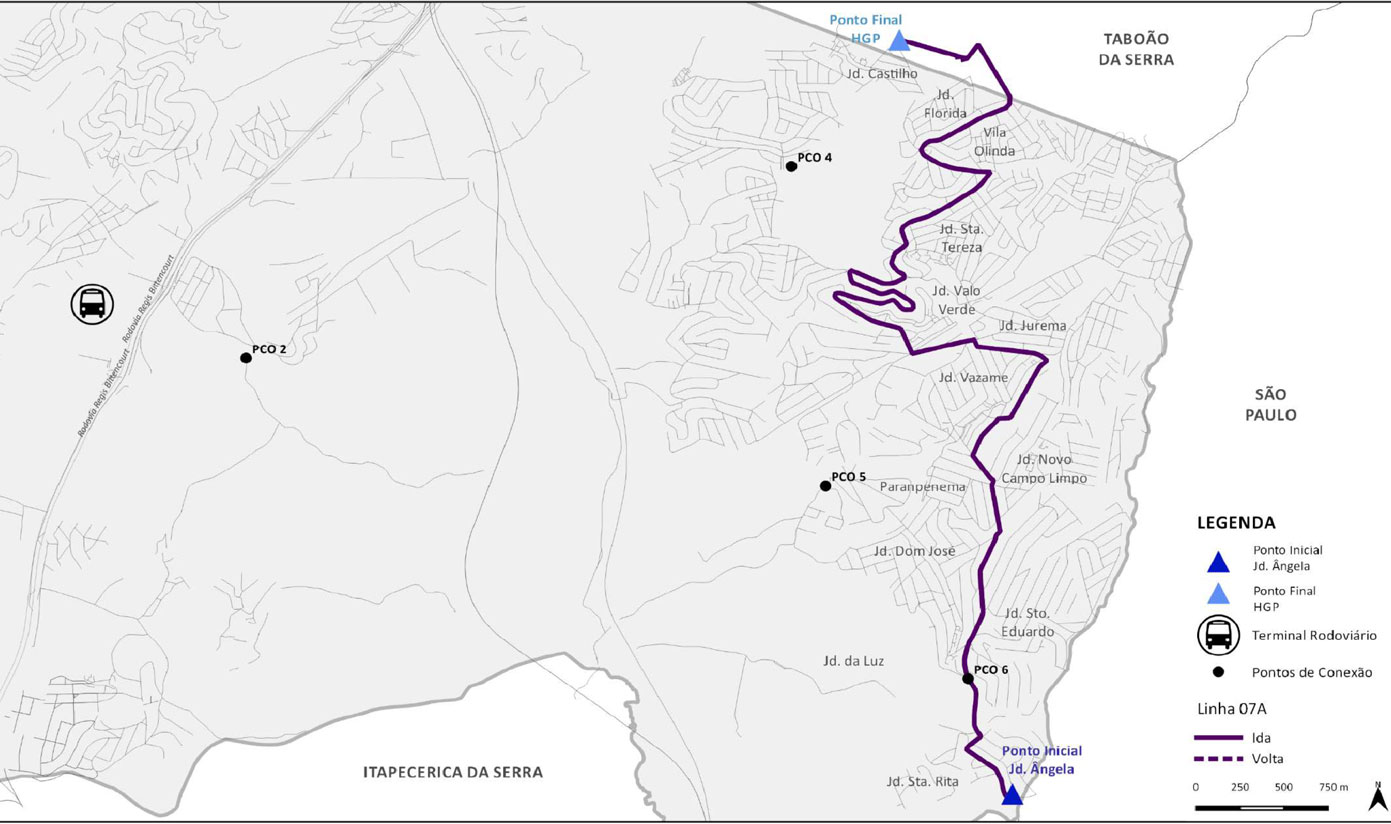 Ponto Final
HGP
TABOÃO
DA SERRA
Jd. Castilho
Jd.
Florida
Vila
Olinda
PCO 4
Jd. Sta.
Tereza
Rodovia Regis Bittencourt
Jd. Valo
Verde
Jd. Jurema
PCO 2
Rodovia Regis Bittencourt
Jd. Vazame
SÃO
PAULO
Jd. Novo
Campo Limpo
PCO 5
Paranpenema
Jd. Dom José
Jd. Sto.
Eduardo
Jd. da Luz
PCO 6
Ponto Inicial
Jd. Ângela
ITAPECERICA DA SERRA
Jd. Sta. Rita
LEGENDA
Ponto Inicial
Jd. Ângela
Ponto Final
HGP
Terminal Rodoviário
Pontos de Conexão
Linha 07A
Ida
Volta
0 250 500 750 m
N